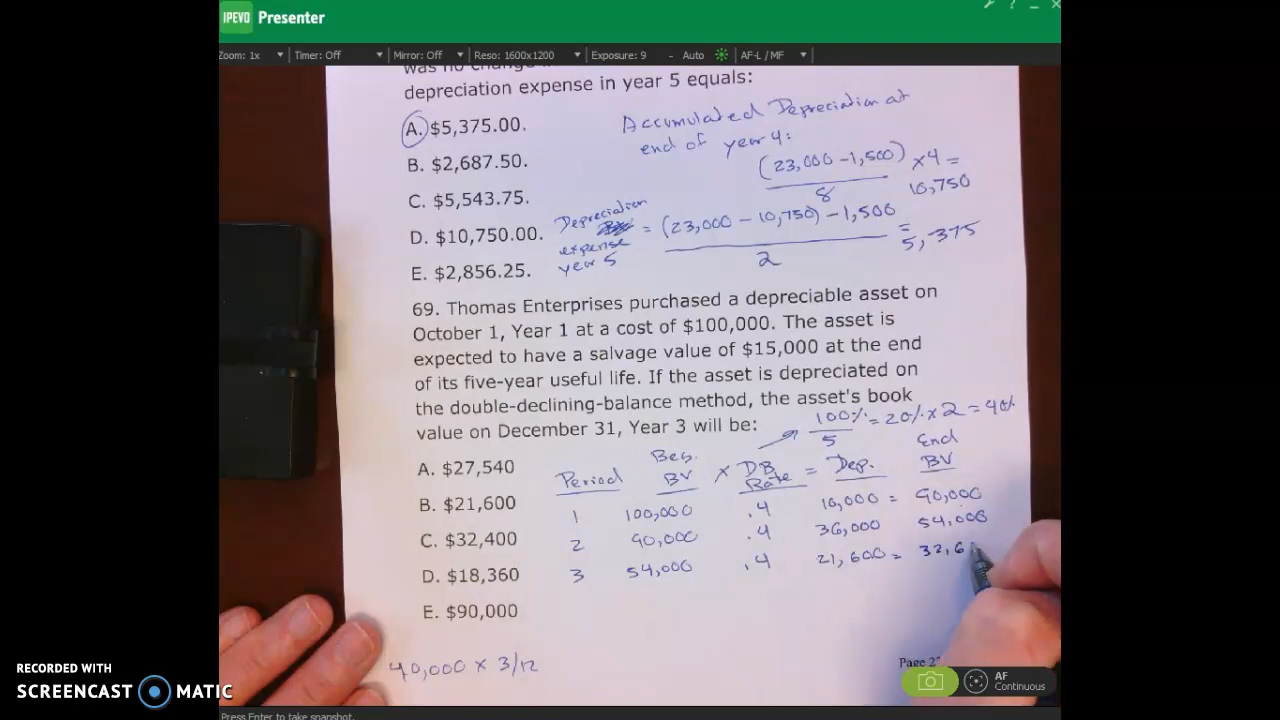 IPEVO Presenter
Zoom: 1x Timer: Off Mirror: Off Reso: 1600x1200 Exposure: 9 - Auto AF-L / MF
was no change
depreciation expense in year 5 equals:
A. $5,375.00.
B. $2,687.50.
C. $5,543.75.
D. $10,750.00.
E. $2,856.25.
Accumulated Depreciation at
end of year 4:
(23,000 - 1,500) x 4 =
8
10,750
Depreciation
expense
year 5
= (23,000 - 10,750) - 1,500
2
= 5,375
69. Thomas Enterprises purchased a depreciable asset on
October 1, Year 1 at a cost of $100,000. The asset is
expected to have a salvage value of $15,000 at the end
of its five-year useful life. If the asset is depreciated on
the double-declining-balance method, the asset's book
value on December 31, Year 3 will be:
100% = 20% x 2 = 40%
5
A. $27,540
B. $21,600
C. $32,400
D. $18,360
E. $90,000
Period Beg. BV x DB Rate = Dep. End BV
1 100,000 .4 10,000 = 90,000
2 90,000 .4 36,000 54,000
3 54,000 .4 21,600 = 32,6
40,000 x 3/12
Page 2
AF
Continuous
RECORDED WITH
SCREENCAST MATIC
Press Enter to take snapshot.